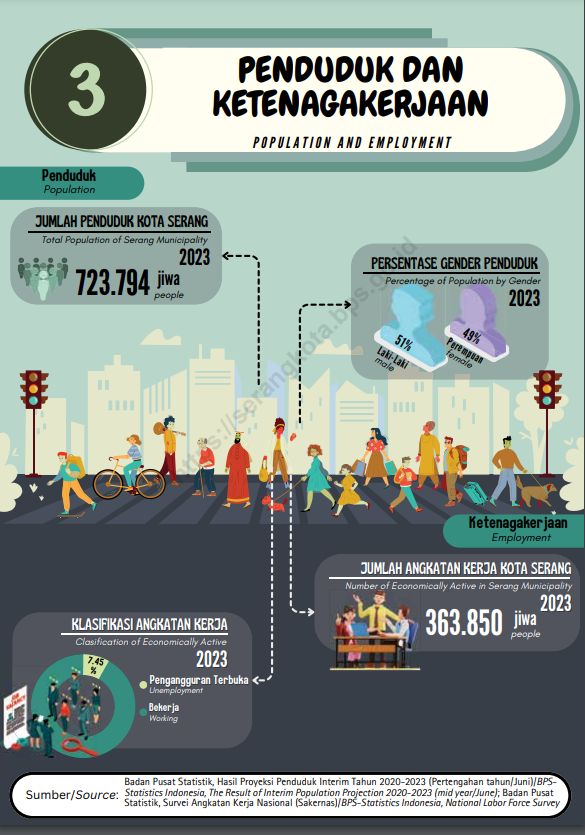 3
PENDUDUK DAN
KETENAGAKERJAAN
POPULATION AND EMPLOYMENT
Penduduk
Population
JUMLAH PENDUDUK KOTA SERANG
Total Population of Serang Municipality
2023
723.794 jiwa
people
PERSENTASE GENDER PENDUDUK
Percentage of Population by Gender
2023
51%
Laki-Laki
male
49%
Perempuan
female
https://serangkota.bps.go.id
Ketenagakerjaan
Employment
JUMLAH ANGKATAN KERJA KOTA SERANG
Number of Economically Active in Serang Municipality
2023
363.850 jiwa
people
KLASIFIKASI ANGKATAN KERJA
Clasification of Economically Active
2023
7.45
%
Pengangguran Terbuka
Unemployment
Bekerja
Working
Sumber/Source:
Badan Pusat Statistik, Hasil Proyeksi Penduduk Interim Tahun 2020-2023 (Pertengahan tahun/Juni)/BPS-
Statistics Indonesia, The Result of Interim Population Projection 2020-2023 (mid year/June); Badan Pusat
Statistik, Survei Angkatan Kerja Nasional (Sakernas)/BPS-Statistics Indonesia, National Labor Force Survey